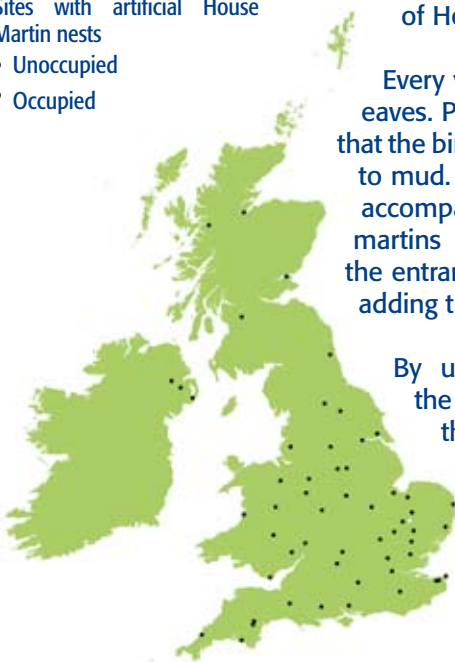 Sites with artificial House
Martin nests
Unoccupied
Occupied
of
Every
eaves. P
that the bi
to mud.
accompa
martins
the entran
adding t
By u
the
th